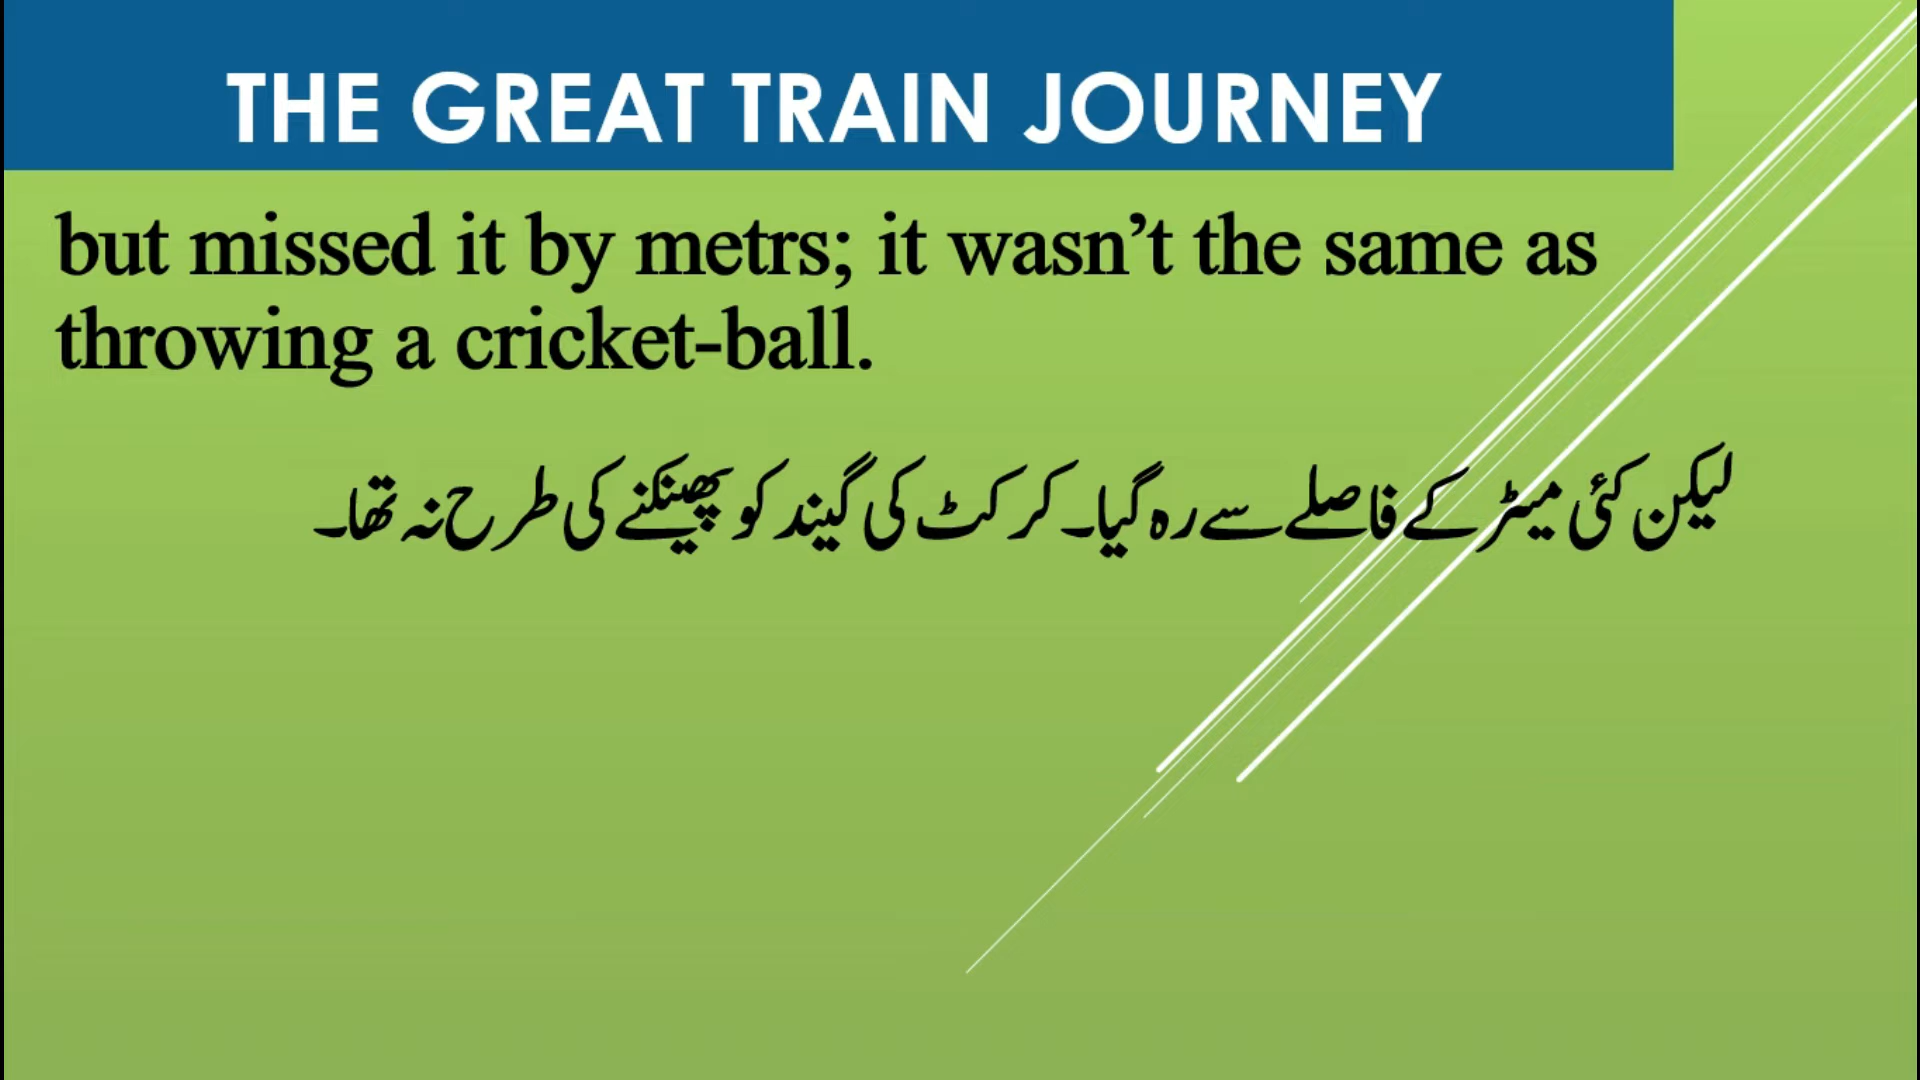 THE GREAT TRAIN JOURNEY
but missed it by metrs; it wasn’t the same as
throwing a cricket-ball.
لیکن کئی میٹر کے فاصلے سے رہ گیا۔ کرکٹ کی گیند کو پھینکنے کی طرح نہ تھا۔